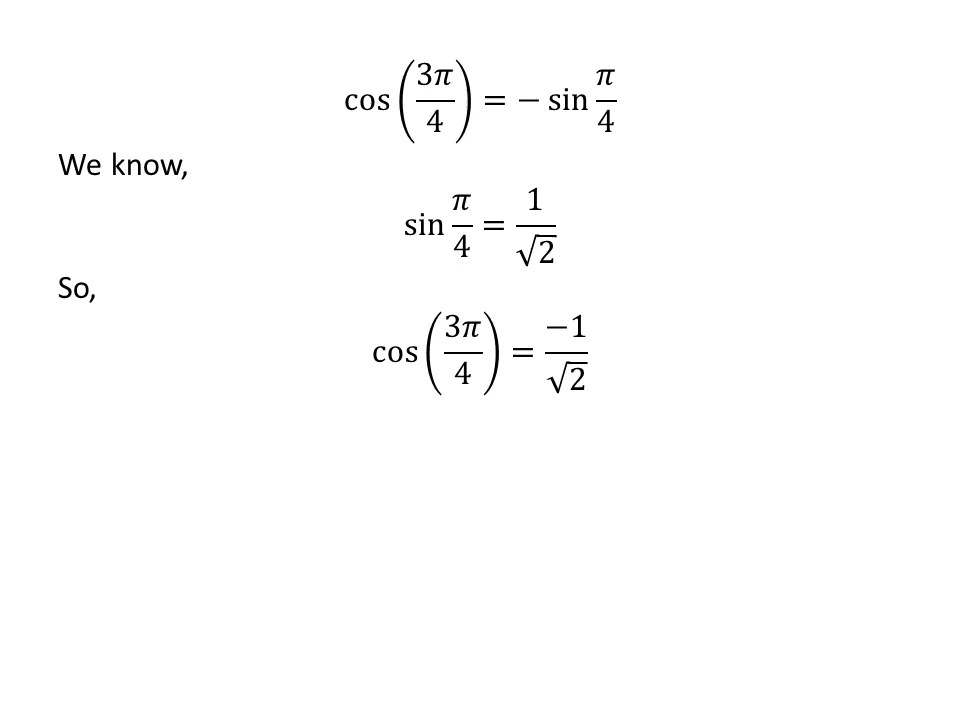 cos(3𝜋/4) = − sin 𝜋/4
We know,
sin 𝜋/4 = 1/√2
So,
cos(3𝜋/4) = −1/√2